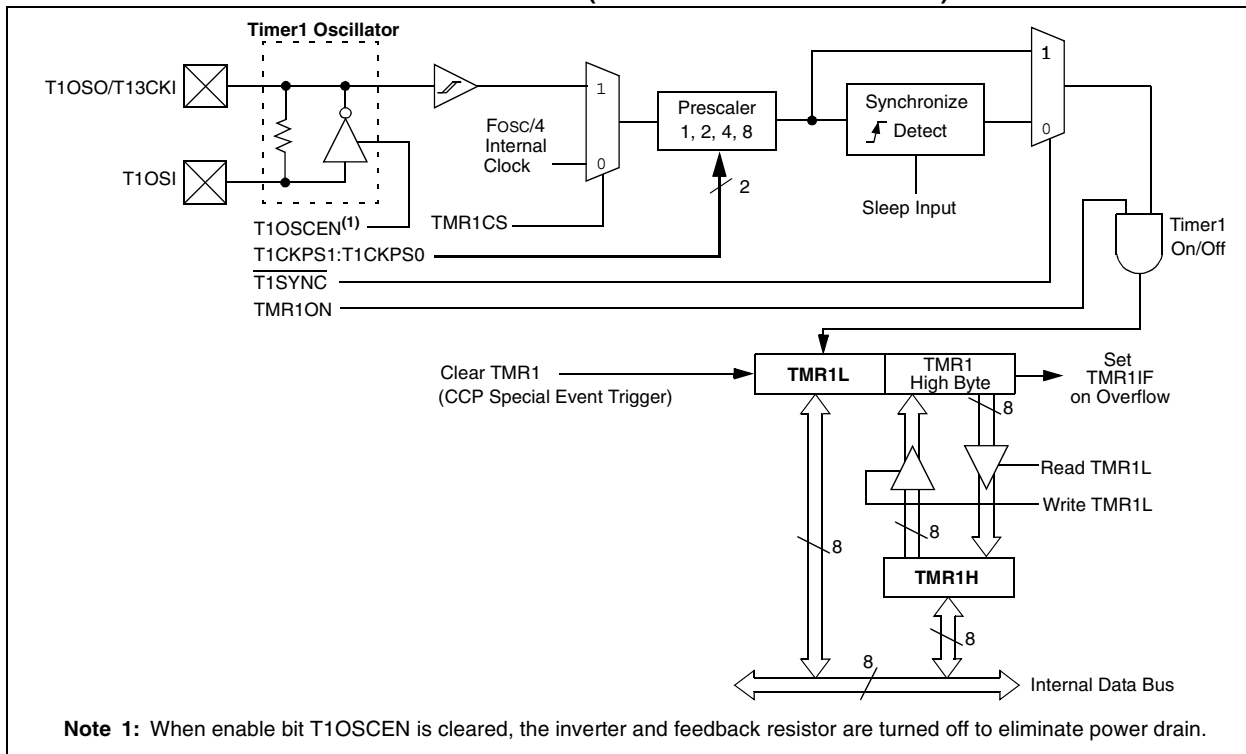 Timer1 Oscillator
T1OSO/T13CKI
T1OSI
1
FOSC/4
Internal
Clock
0
Prescaler
1, 2, 4, 8
2
Synchronize
Detect
Sleep Input
1
0
T1OSCEN(1)
TMR1CS
T1CKPS1:T1CKPS0
T1SYNC
TMR1ON
Timer1
On/Off
Clear TMR1
(CCP Special Event Trigger)
TMR1L
TMR1
High Byte
Set
TMR1IF
on Overflow
8
Read TMR1L
Write TMR1L
8
8
TMR1H
8
8
Internal Data Bus
Note 1: When enable bit T1OSCEN is cleared, the inverter and feedback resistor are turned off to eliminate power drain.